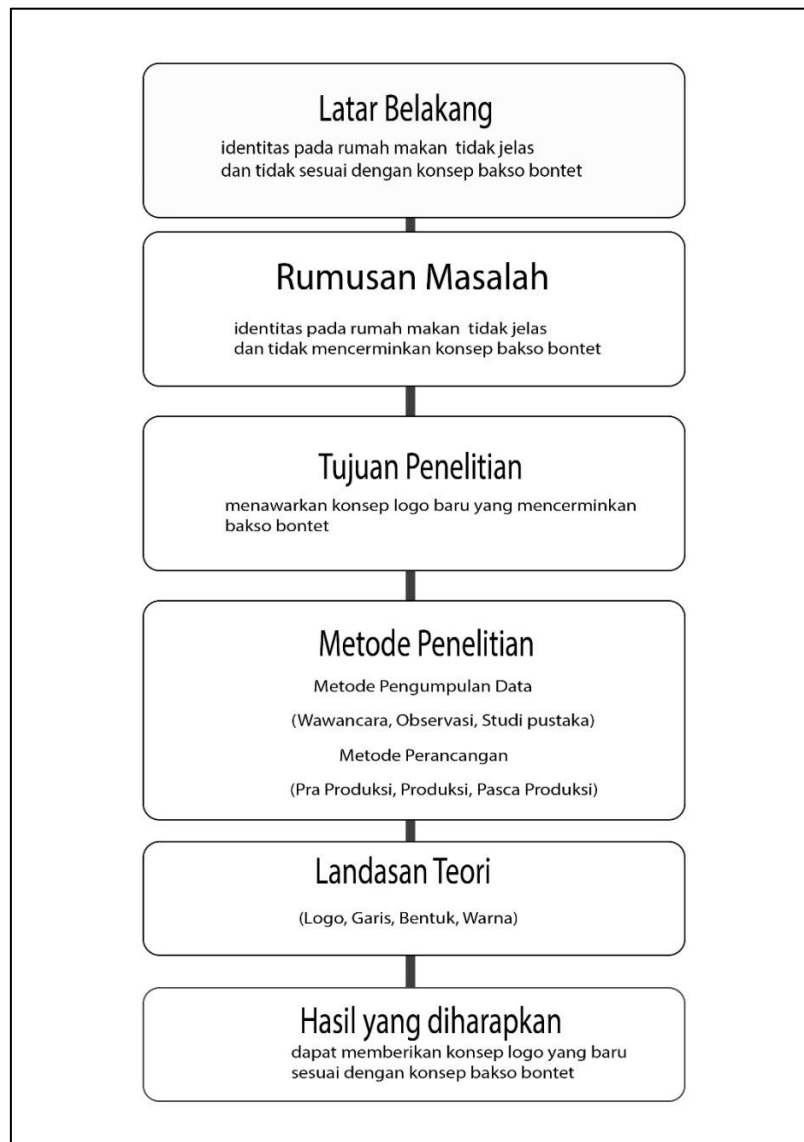 Latar Belakang
identitas pada rumah makan tidak jelas
dan tidak sesuai dengan konsep bakso bontet
Rumusan Masalah
identitas pada rumah makan tidak jelas
dan tidak mencerminkan konsep bakso bontet
Tujuan Penelitian
menawarkan konsep logo baru yang mencerminkan
bakso bontet
Metode Penelitian
Metode Pengumpulan Data
(Wawancara, Observasi, Studi pustaka)
Metode Perancangan
(Pra Produksi, Produksi, Pasca Produksi)
Landasan Teori
(Logo, Garis, Bentuk, Warna)
Hasil yang diharapkan
dapat memberikan konsep logo yang baru
sesuai dengan konsep bakso bontet